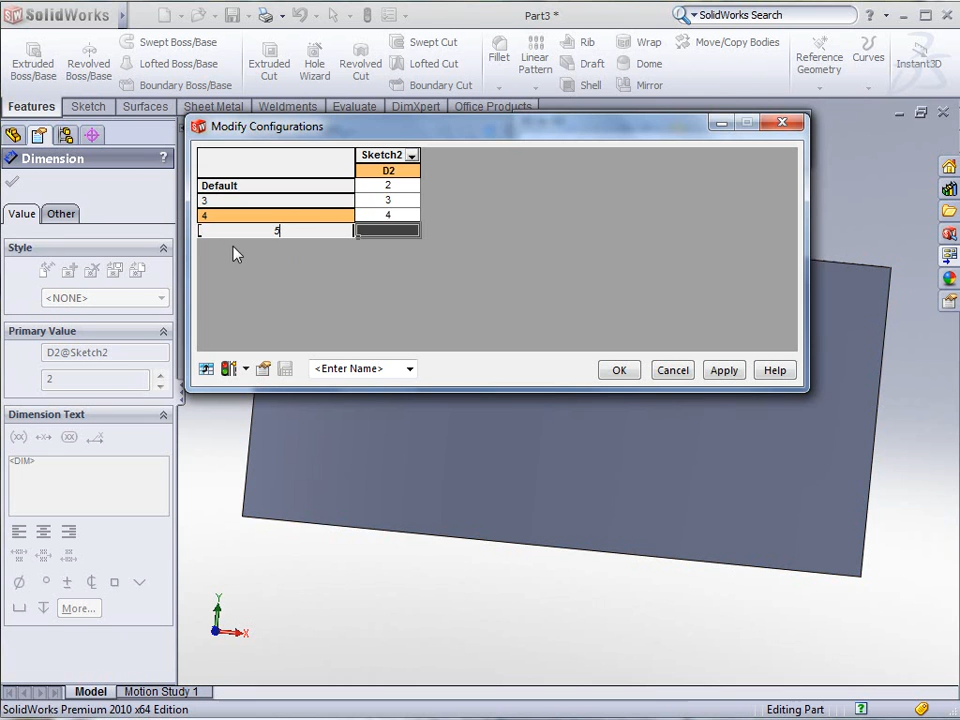 SolidWorks
Part3 *
SolidWorks Search
Extruded Boss/Base
Revolved Boss/Base
Swept Boss/Base
Lofted Boss/Base
Boundary Boss/Base
Extruded Cut
Hole Wizard
Revolved Cut
Swept Cut
Lofted Cut
Boundary Cut
Fillet
Linear Pattern
Rib
Draft
Shell
Wrap
Dome
Mirror
Move/Copy Bodies
Reference Geometry
Curves
Instant3D
Features
Sketch
Surfaces
Sheet Metal
Weldments
Evaluate
DimXpert
Office Products
Modify Configurations
Sketch2
D2
Default 2
3 3
4 4
5
<Enter Name>
OK
Cancel
Apply
Help
Dimension
?
Value
Other
Style
<NONE>
Primary Value
D2@Sketch2
2
Dimension Text
(xx)
(xx)
<DIM>
More...
Y
X
Model
Motion Study 1
SolidWorks Premium 2010 x64 Edition
Editing Part
?